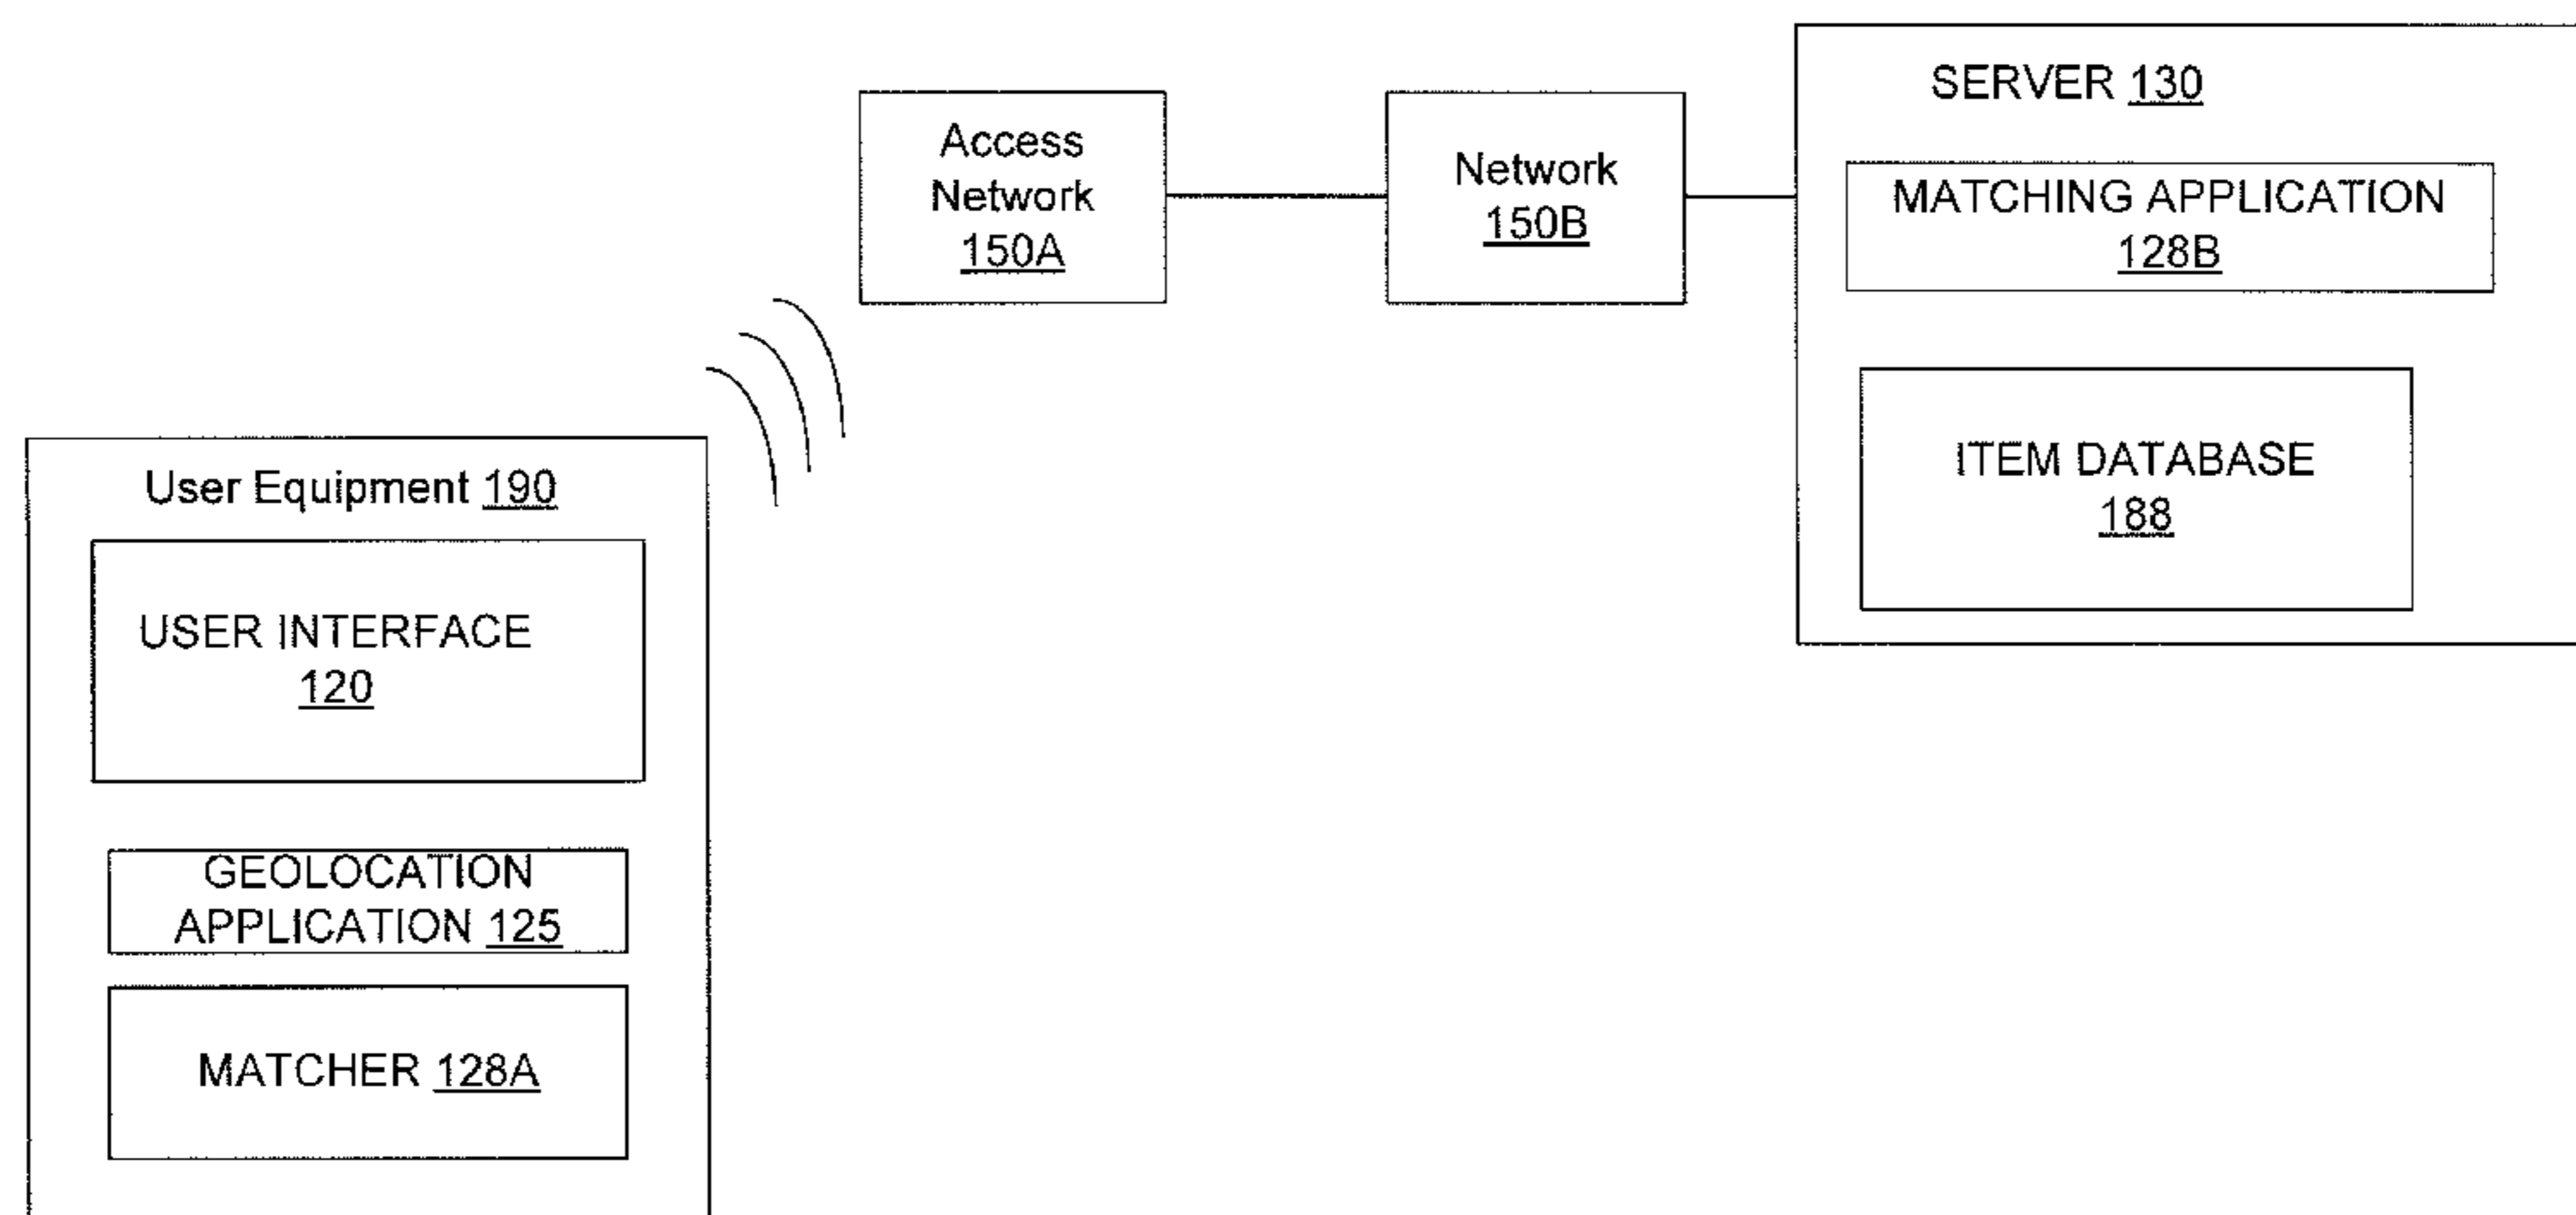 Access
Network
150A
Network
150B
SERVER 130
MATCHING APPLICATION
128B
ITEM DATABASE
188
User Equipment 190
USER INTERFACE
120
GEOLOCATION
APPLICATION 125
MATCHER 128A